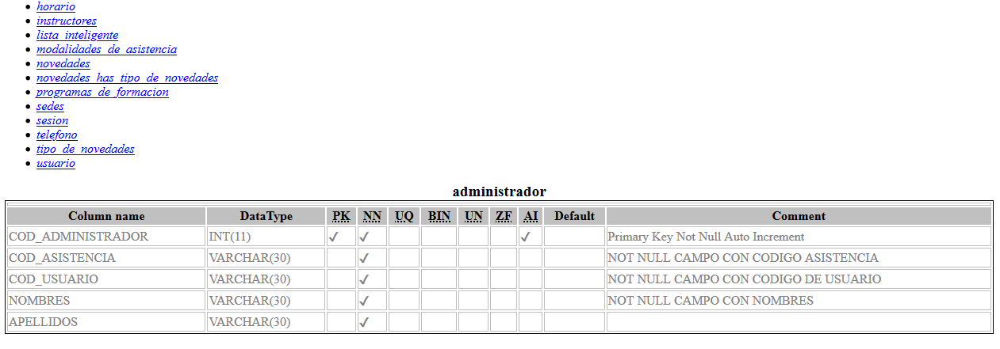 horario
instructores
lista_inteligente
modalidades_de_asistencia
novedades
novedades_has_tipo_de_novedades
programas_de_formacion
sedes
sesion
telefono
tipo_de_novedades
usuario
administrador
Column name DataType PK NN UQ BIN UN ZF AI Default Comment
COD_ADMINISTRADOR INT(11) ✓ ✓ ✓ Primary Key Not Null Auto Increment
COD_ASISTENCIA VARCHAR(30) ✓ NOT NULL CAMPO CON CODIGO ASISTENCIA
COD_USUARIO VARCHAR(30) ✓ NOT NULL CAMPO CON CODIGO DE USUARIO
NOMBRES VARCHAR(30) ✓ NOT NULL CAMPO CON NOMBRES
APELLIDOS VARCHAR(30) ✓